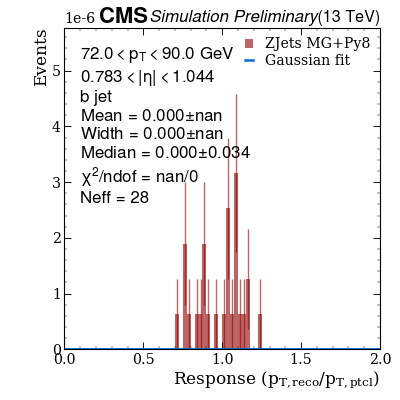 1e-6 CMS Simulation Preliminary (13 TeV)
Events
ZJets MG+Py8
Gaussian fit
72.0 < p_T < 90.0 GeV
0.783 < |η| < 1.044
b jet
Mean = 0.000±nan
Width = 0.000±nan
Median = 0.000±0.034
χ²/ndof = nan/0
Neff = 28
5
4
3
2
1
0
0.0 0.5 1.0 1.5 2.0
Response (p_T,reco/p_T,ptcl)